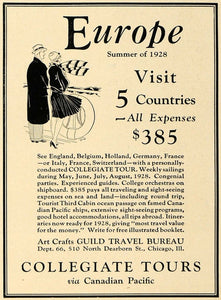 Europe
Summer of 1928
Visit
5 Countries
—All Expenses
$385
See England, Belgium, Holland, Germany, France
—or Italy, France, Switzerland—with a personally-
conducted COLLEGIATE TOUR. Weekly sailings
during May, June, July, August, 1928. Congenial
parties. Experienced guides. College orchestras on
shipboard. $385 pays all traveling and sight-seeing
expenses on sea and land—including round trip,
Tourist Third Cabin ocean passage on famed Canad-
ian Pacific ships, extensive sight-seeing programs,
good hotel accommodations, all tips abroad. Itiner-
aries now ready for 1928, giving "most travel value
for the money." Write for free illustrated booklet.
Art Crafts GUILD TRAVEL BUREAU
Dept. 66, 510 North Dearborn St., Chicago, Ill.
COLLEGIATE TOURS
via Canadian Pacific